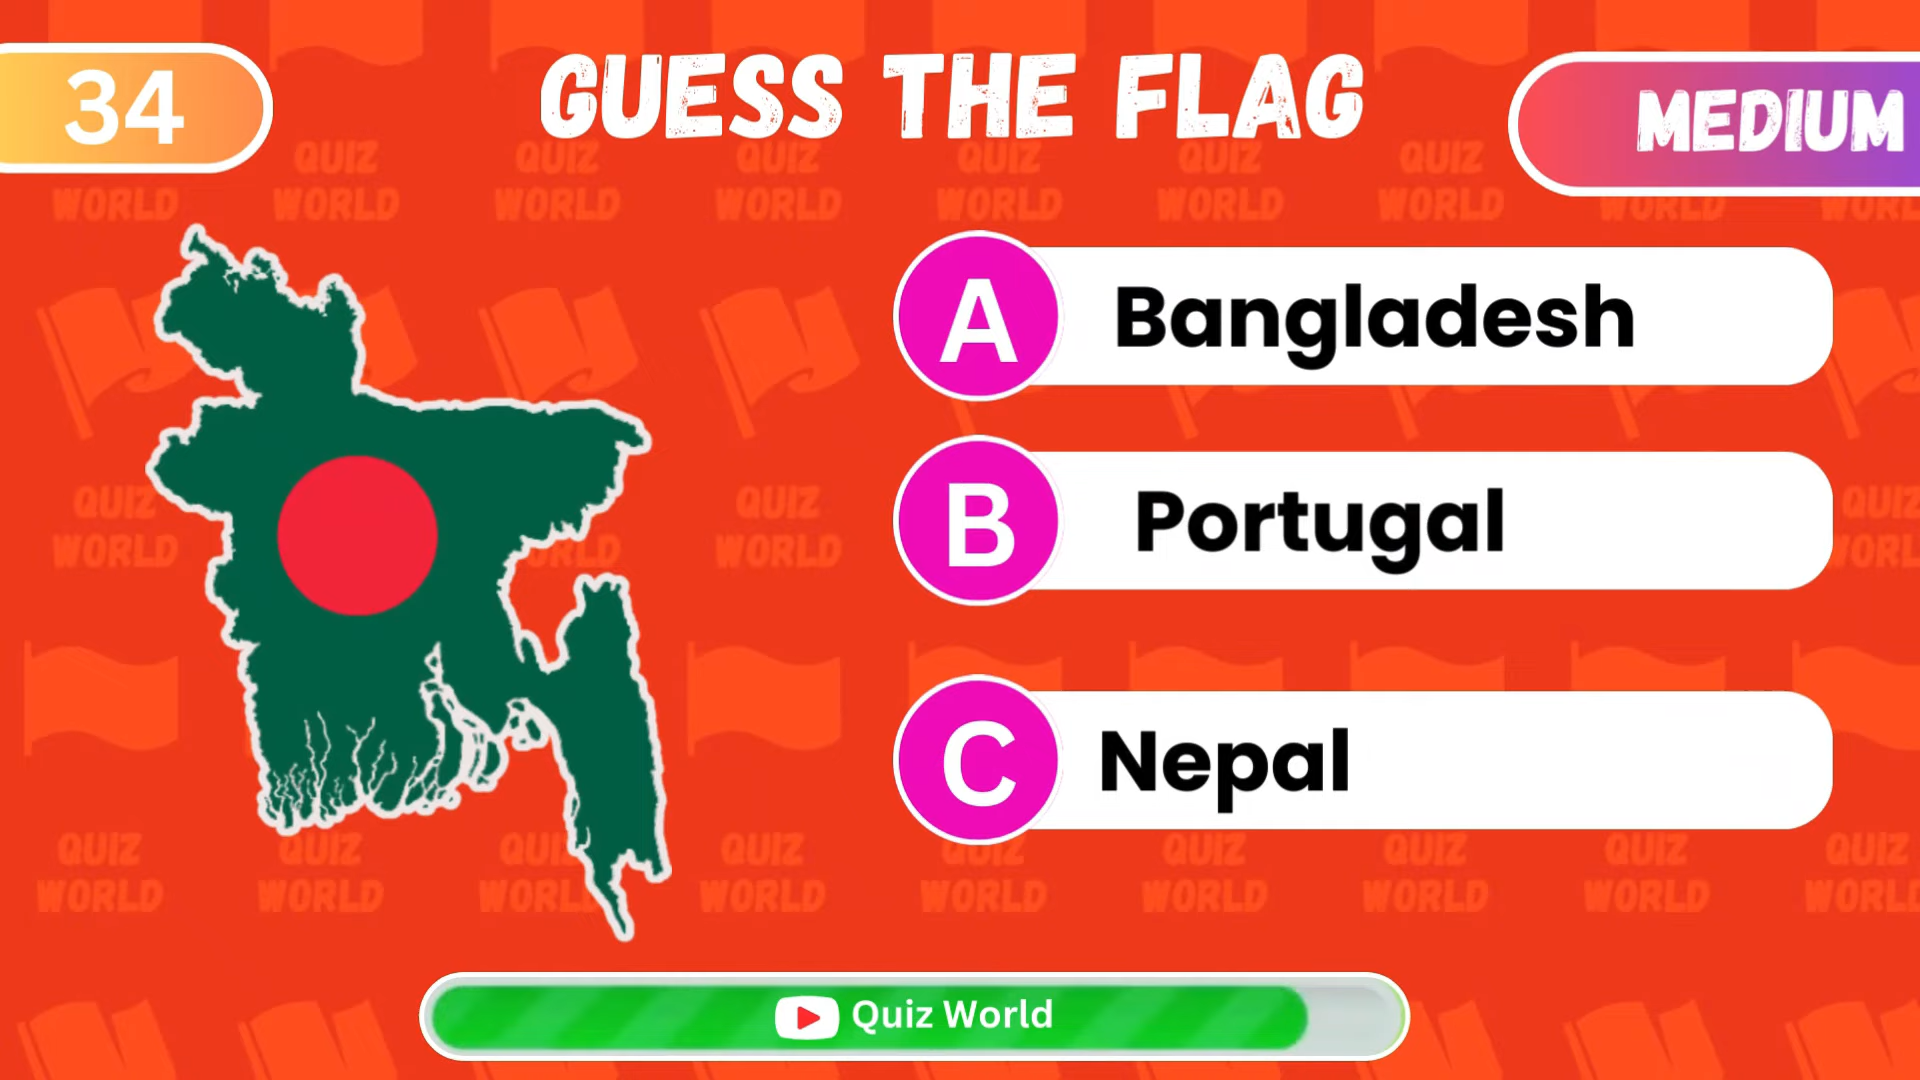 34
GUESS THE FLAG
MEDIUM
A
Bangladesh
B
Portugal
C
Nepal
Quiz World